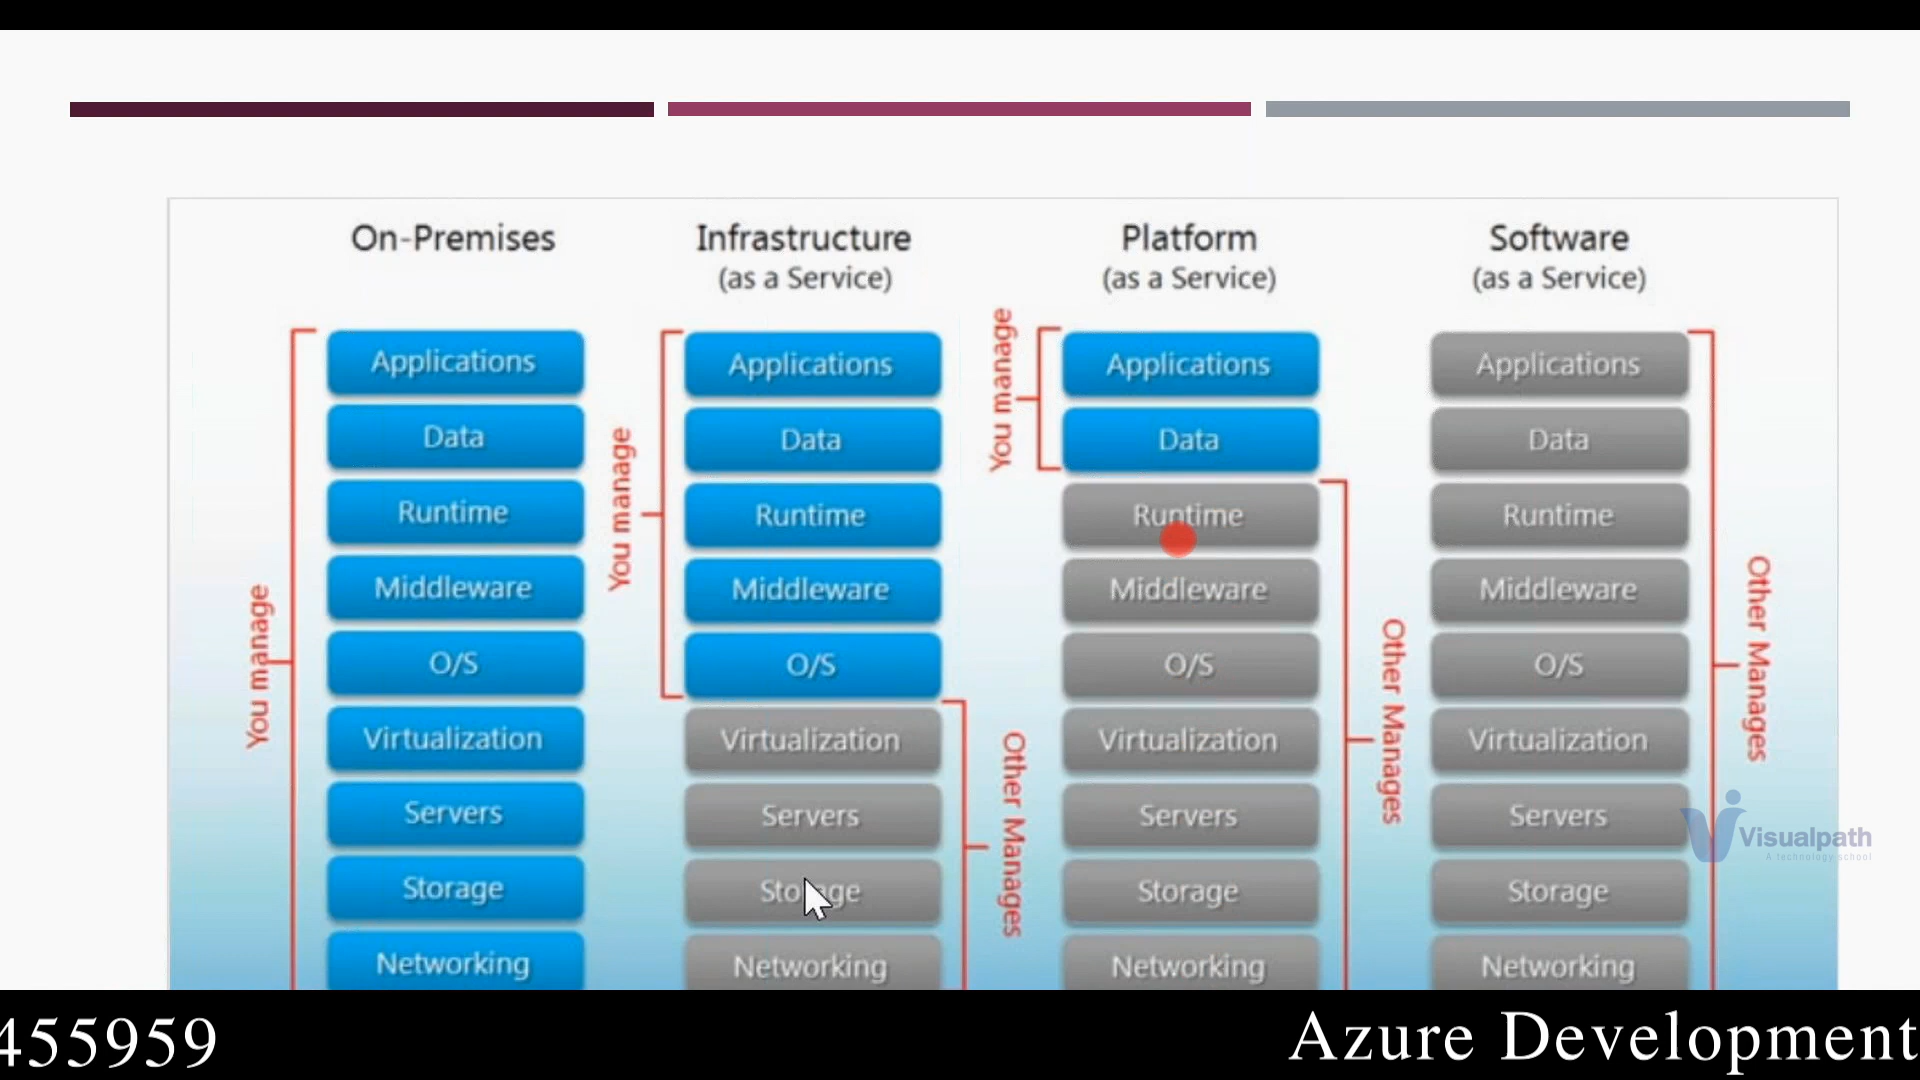 On-Premises
Infrastructure
(as a Service)
Platform
(as a Service)
Software
(as a Service)
You manage
Applications
Data
Runtime
Middleware
O/S
Virtualization
Servers
Storage
Networking
You manage
Applications
Data
Runtime
Middleware
O/S
Virtualization
Servers
Storage
Networking
Other Manages
You manage
Applications
Data
Runtime
Middleware
O/S
Virtualization
Servers
Storage
Networking
Other Manages
Applications
Data
Runtime
Middleware
O/S
Virtualization
Servers
Storage
Networking
Other Manages
Visualpath
A technology school
455959
Azure Development